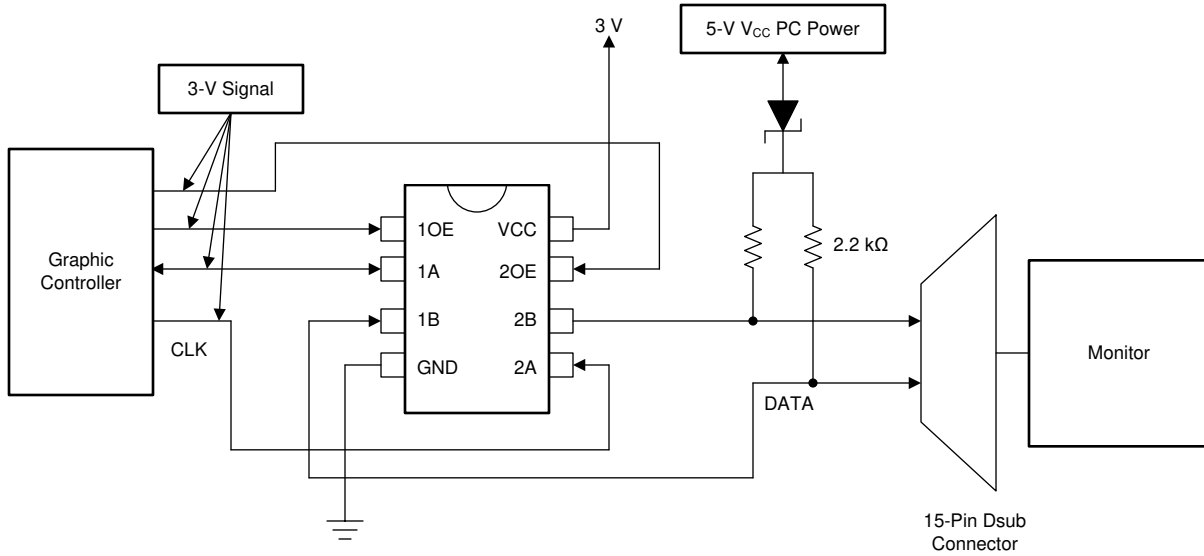 3 V
5-V VCC PC Power
3-V Signal
Graphic
Controller
1OE
VCC
1A
2OE
1B
2B
GND
2A
CLK
2.2 kΩ
DATA
Monitor
15-Pin Dsub
Connector